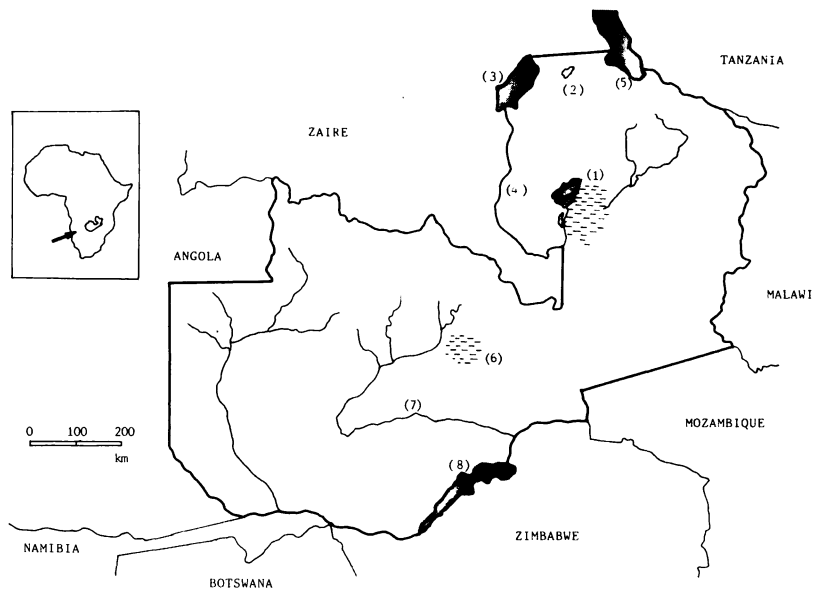 TANZANIA
(3)
(2)
(5)
ZAIRE
(1)
(4)
ANGOLA
MALAWI
(6)
(7)
0 100 200
km
MOZAMBIQUE
(8)
ZIMBABWE
NAMIBIA
BOTSWANA